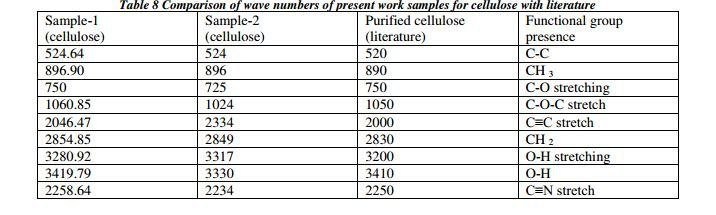 Table 8 Comparison of wave numbers of present work samples for cellulose with literature
Sample-1 (cellulose) Sample-2 (cellulose) Purified cellulose (literature) Functional group presence
524.64 524 520 C-C
896.90 896 890 CH 3
750 725 750 C-O stretching
1060.85 1024 1050 C-O-C stretch
2046.47 2334 2000 C≡C stretch
2854.85 2849 2830 CH 2
3280.92 3317 3200 O-H stretching
3419.79 3330 3410 O-H
2258.64 2234 2250 C≡N stretch